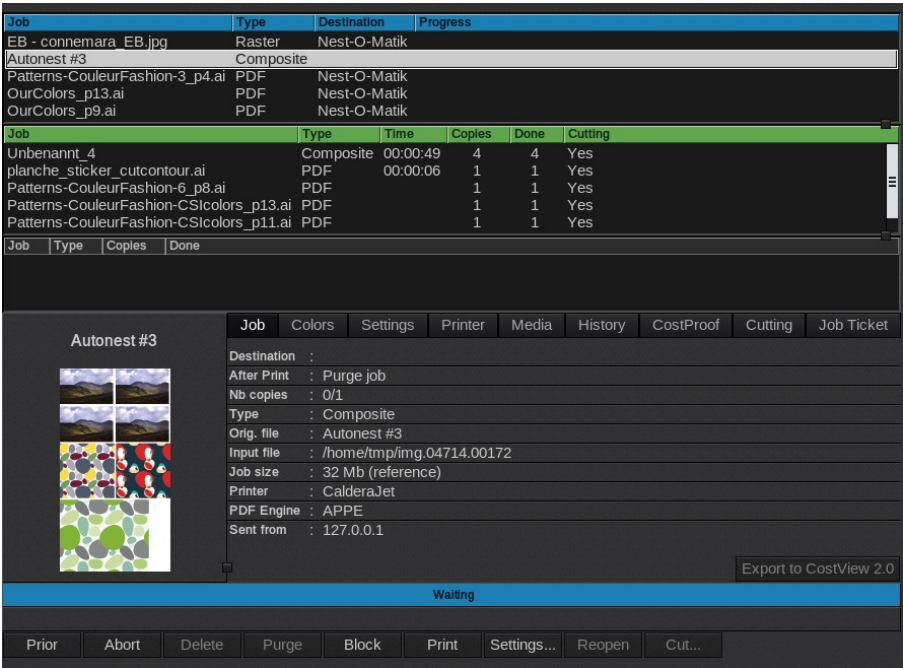 Job Type Destination Progress
EB - connemara_EB.jpg Raster Nest-O-Matik
Autonest #3 Composite
Patterns-CouleurFashion-3_p4.ai PDF Nest-O-Matik
OurColors_p13.ai PDF Nest-O-Matik
OurColors_p9.ai PDF Nest-O-Matik
Job Type Time Copies Done Cutting
Unbenannt_4 Composite 00:00:49 4 4 Yes
planche_sticker_cutcontour.ai PDF 00:00:06 1 1 Yes
Patterns-CouleurFashion-6_p8.ai PDF 1 1 Yes
Patterns-CouleurFashion-CSIcolors_p13.ai PDF 1 1 Yes
Patterns-CouleurFashion-CSIcolors_p11.ai PDF 1 1 Yes
Job Type Copies Done
Autonest #3
Job Colors Settings Printer Media History CostProof Cutting Job Ticket
Destination :
After Print : Purge job
Nb copies : 0/1
Type : Composite
Orig. file : Autonest #3
Input file : /home/tmp/img.04714.00172
Job size : 32 Mb (reference)
Printer : CalderaJet
PDF Engine : APPE
Sent from : 127.0.0.1
Export to CostView 2.0
Waiting
Prior Abort Delete Purge Block Print Settings... Reopen Cut...